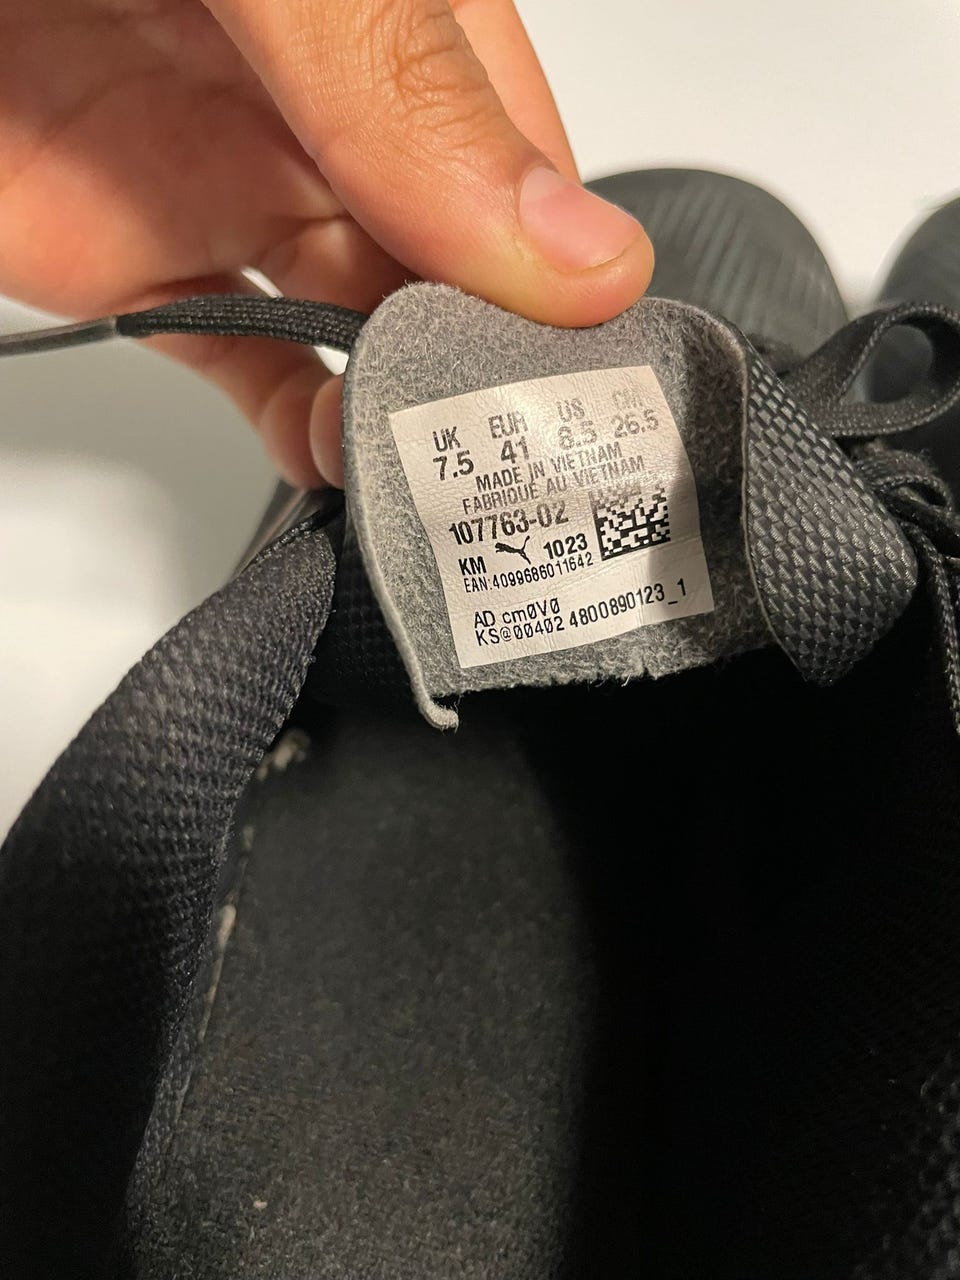 UK EUR US CM
7.5 41 8.5 26.5
MADE IN VIETNAM
FABRIQUÉ AU VIETNAM
107763-02
KM 1023
EAN:4099686011642
AD cm0V0
KS@00402 4800890123_1